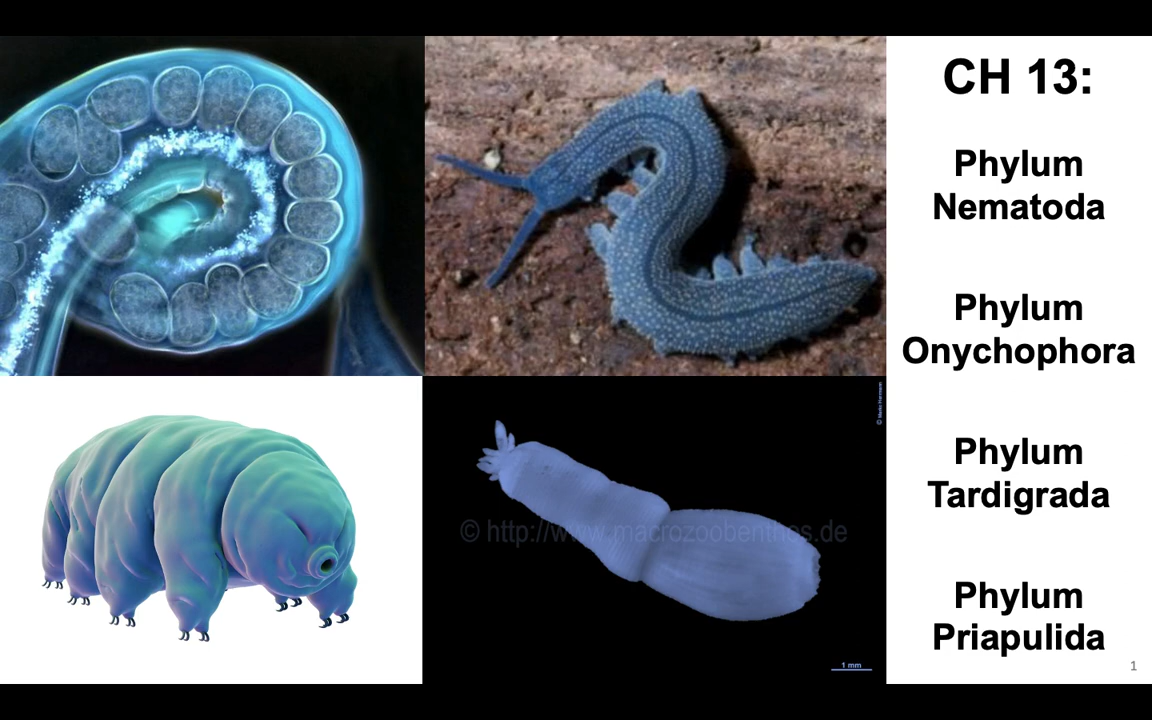 CH 13:
Phylum
Nematoda
Phylum
Onychophora
Phylum
Tardigrada
Phylum
Priapulida
1
© http://www.macrozoobenthos.de
1 mm